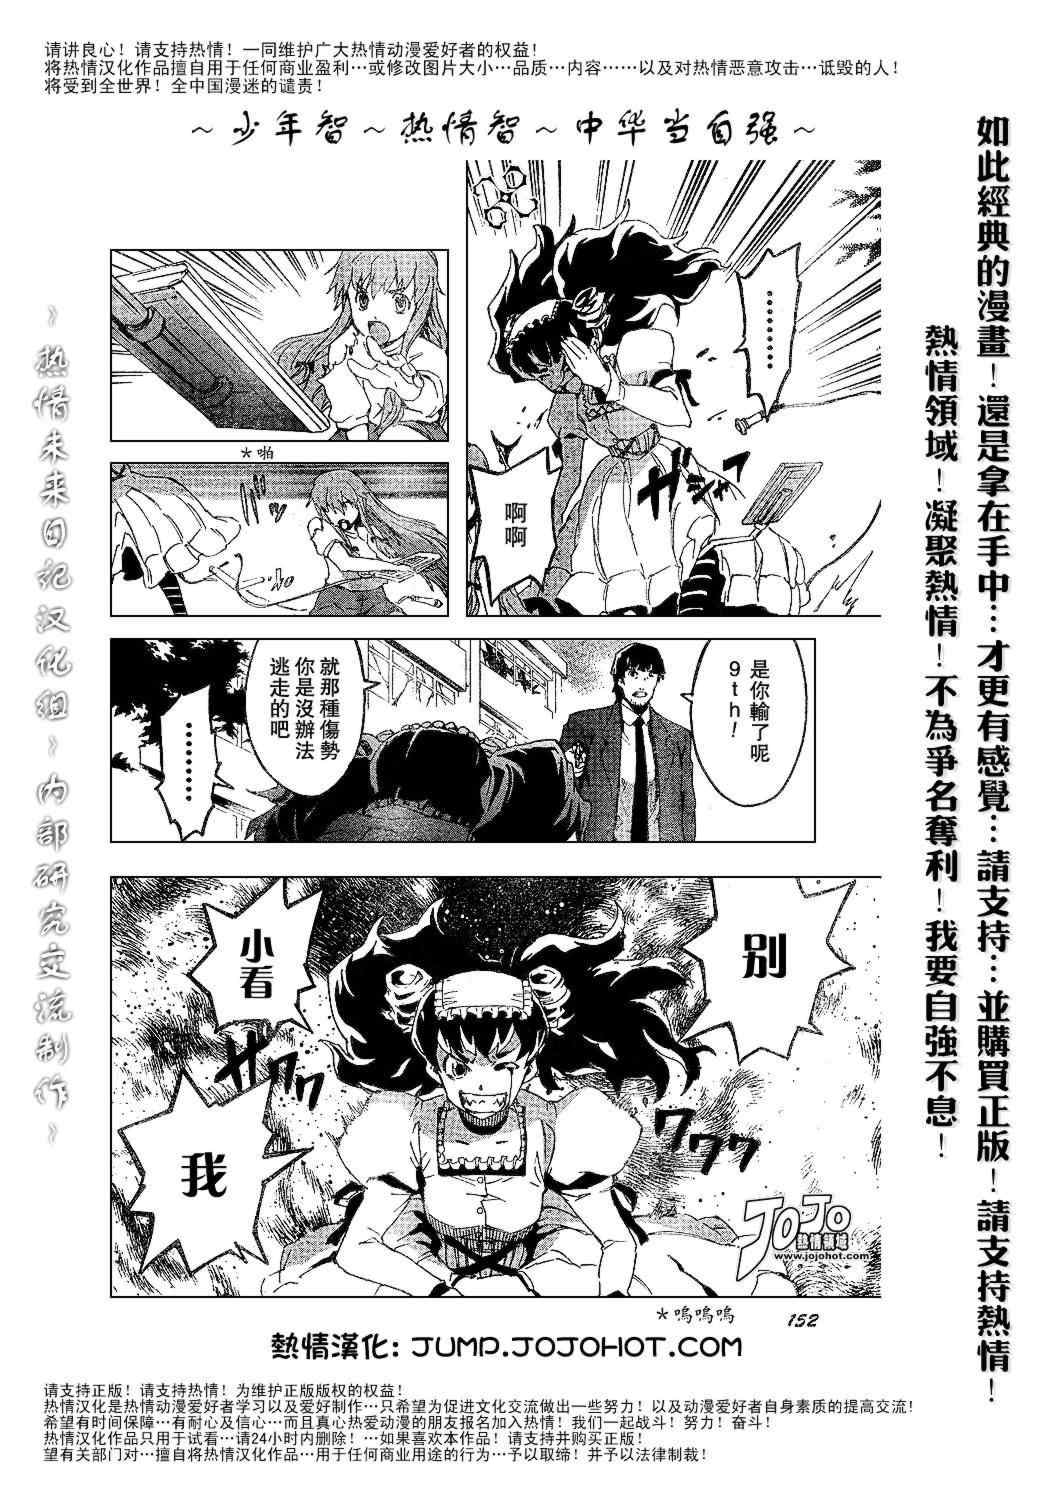 请讲良心！请支持热情！一同维护广大热情动漫爱好者的权益！
将热情汉化作品擅自用于任何商业盈利…或修改图片大小…品质…内容……以及对热情恶意攻击…诋毁的人！
将受到全世界！全中国漫迷的谴责！
～少年智～热情智～中华当自强～
如此經典的漫畫！還是拿在手中…才更有感覺…請支持…並購買正版！請支持熱情！
熱情領域！凝聚熱情！不為爭名奪利！我要自強不息！
～热情未来日记汉化组～内部研究交流制作～
………
ガガッ
啊啊
＊啪
是你輸了呢
9th！
就那種傷勢
你是沒辦法
逃走的吧
………
别
小看
我
ワワワ
ワワワ
JOJO
熱情領域
www.jojohot.com
＊嗚嗚嗚
152
熱情漢化: JUMP.JOJOHOT.COM
请支持正版！请支持热情！为维护正版版权的权益！
热情汉化是热情动漫爱好者学习以及爱好制作…只希望为促进文化交流做出一些努力！以及动漫爱好者自身素质的提高交流！
希望有时间保障…有耐心及信心…而且真心热爱动漫的朋友报名加入热情！我们一起战斗！努力！奋斗！
热情汉化作品只用于试看…请24小时内删除！…如果喜欢本作品！请支持并购买正版！
望有关部门对…擅自将热情汉化作品…用于任何商业用途的行为…予以取缔！并予以法律制裁！